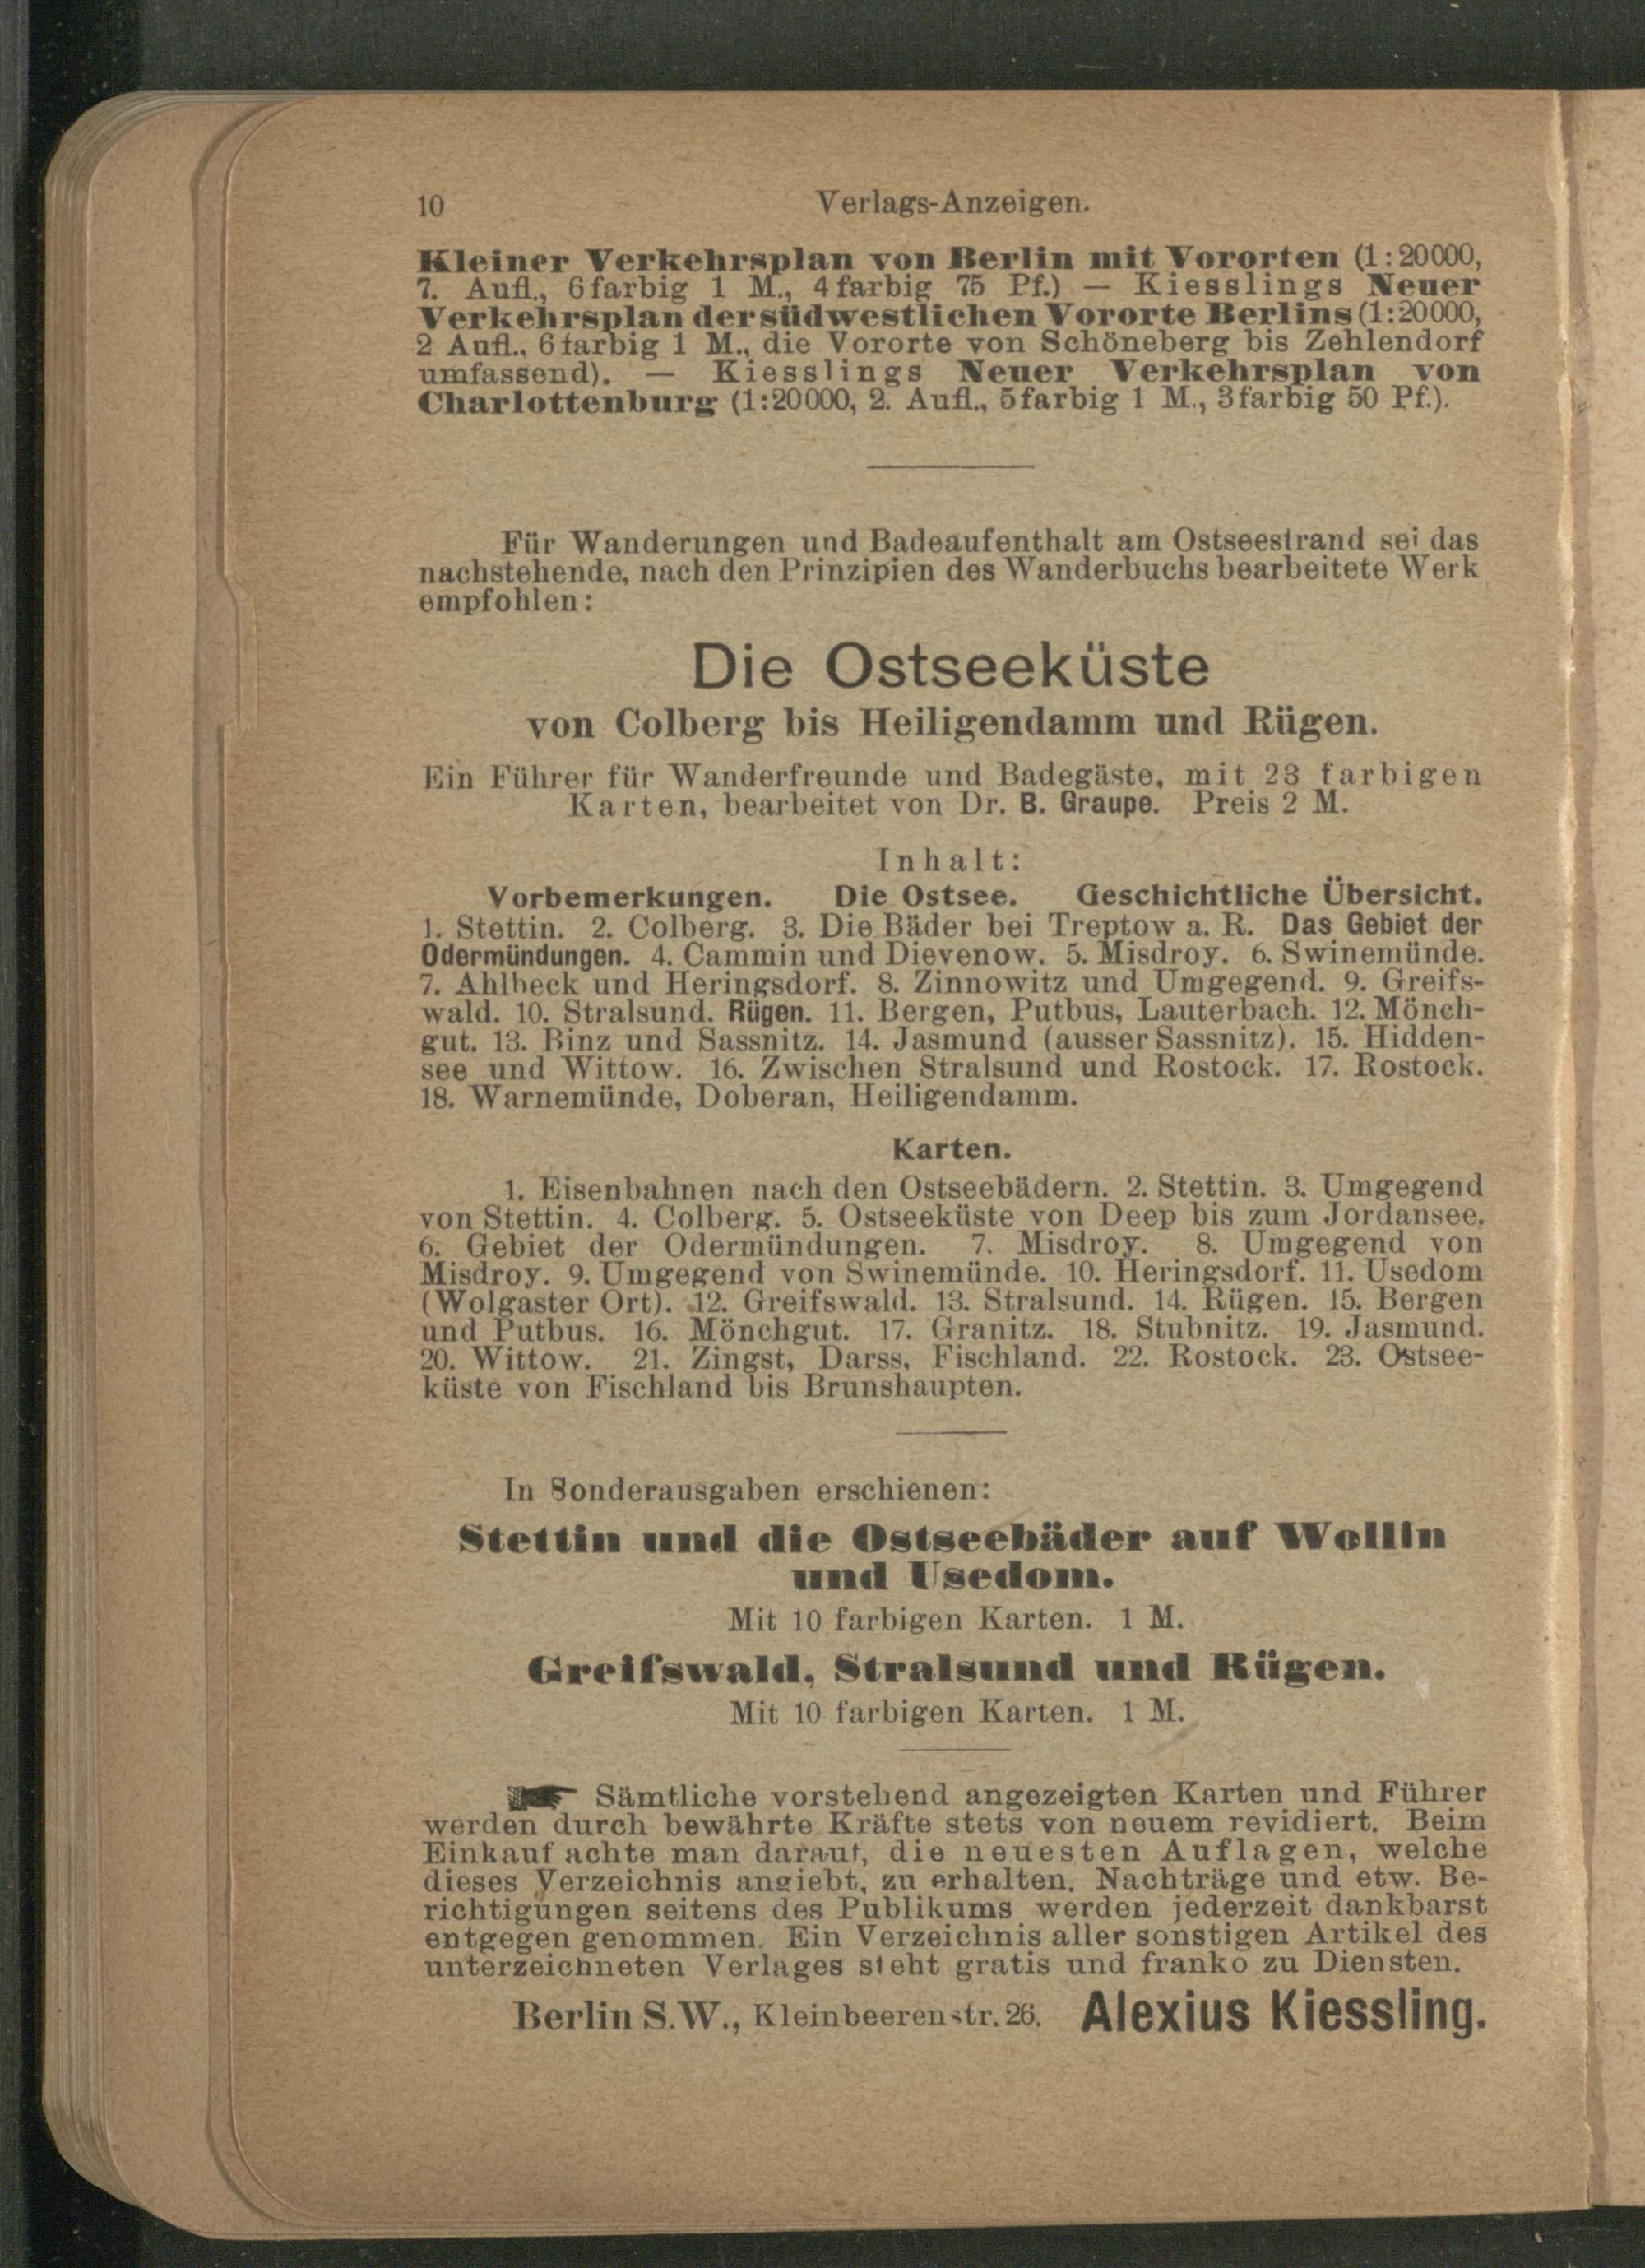 10 Verlags-Anzeigen.
Kleiner Verkehrsplan von Berlin mit Vororten (1:20000,
7. Aufl., 6farbig 1 M., 4farbig 75 Pf.) — Kiesslings Neuer
Verkehrsplan der südwestlichen Vororte Berlins (1:20000,
2 Aufl., 6farbig 1 M., die Vororte von Schöneberg bis Zehlendorf
umfassend). — Kiesslings Neuer Verkehrsplan von
Charlottenburg (1:20000, 2. Aufl., 5farbig 1 M., 3farbig 50 Pf.).
Für Wanderungen und Badeaufenthalt am Ostseestrand sei das
nachstehende, nach den Prinzipien des Wanderbuchs bearbeitete Werk
empfohlen:
Die Ostseeküste
von Colberg bis Heiligendamm und Rügen.
Ein Führer für Wanderfreunde und Badegäste, mit 23 farbigen
Karten, bearbeitet von Dr. B. Graupe. Preis 2 M.
Inhalt:
Vorbemerkungen. Die Ostsee. Geschichtliche Übersicht.
1. Stettin. 2. Colberg. 3. Die Bäder bei Treptow a. R. Das Gebiet der
Odermündungen. 4. Cammin und Dievenow. 5. Misdroy. 6. Swinemünde.
7. Ahlbeck und Heringsdorf. 8. Zinnowitz und Umgegend. 9. Greifs-
wald. 10. Stralsund. Rügen. 11. Bergen, Putbus, Lauterbach. 12. Mönch-
gut. 13. Binz und Sassnitz. 14. Jasmund (ausser Sassnitz). 15. Hidden-
see und Wittow. 16. Zwischen Stralsund und Rostock. 17. Rostock.
18. Warnemünde, Doberan, Heiligendamm.
Karten.
1. Eisenbahnen nach den Ostseebädern. 2. Stettin. 3. Umgegend
von Stettin. 4. Colberg. 5. Ostseeküste von Deep bis zum Jordansee.
6. Gebiet der Odermündungen. 7. Misdroy. 8. Umgegend von
Misdroy. 9. Umgegend von Swinemünde. 10. Heringsdorf. 11. Usedom
(Wolgaster Ort). 12. Greifswald. 13. Stralsund. 14. Rügen. 15. Bergen
und Putbus. 16. Mönchgut. 17. Granitz. 18. Stubnitz. 19. Jasmund.
20. Wittow. 21. Zingst, Darss, Fischland. 22. Rostock. 23. Ostsee-
küste von Fischland bis Brunshaupten.
In Sonderausgaben erschienen:
Stettin und die Ostseebäder auf Wollin
und Usedom.
Mit 10 farbigen Karten. 1 M.
Greifswald, Stralsund und Rügen.
Mit 10 farbigen Karten. 1 M.
Sämtliche vorstehend angezeigten Karten und Führer
werden durch bewährte Kräfte stets von neuem revidiert. Beim
Einkauf achte man darauf, die neuesten Auflagen, welche
dieses Verzeichnis angiebt, zu erhalten. Nachträge und etw. Be-
richtigungen seitens des Publikums werden jederzeit dankbarst
entgegen genommen. Ein Verzeichnis aller sonstigen Artikel des
unterzeichneten Verlages steht gratis und franko zu Diensten.
Berlin S.W., Kleinbeerenstr. 26. Alexius Kiessling.